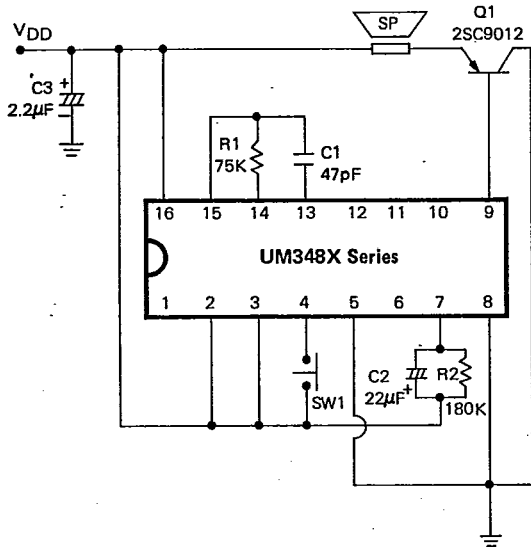 SP
Q1
2SC9012
VDD
C3 +
2.2μF
R1
75K
C1
47pF
16 15 14 13 12 11 10 9
UM348X Series
1 2 3 4 5 6 7 8
SW1
C2
22μF +
R2
180K